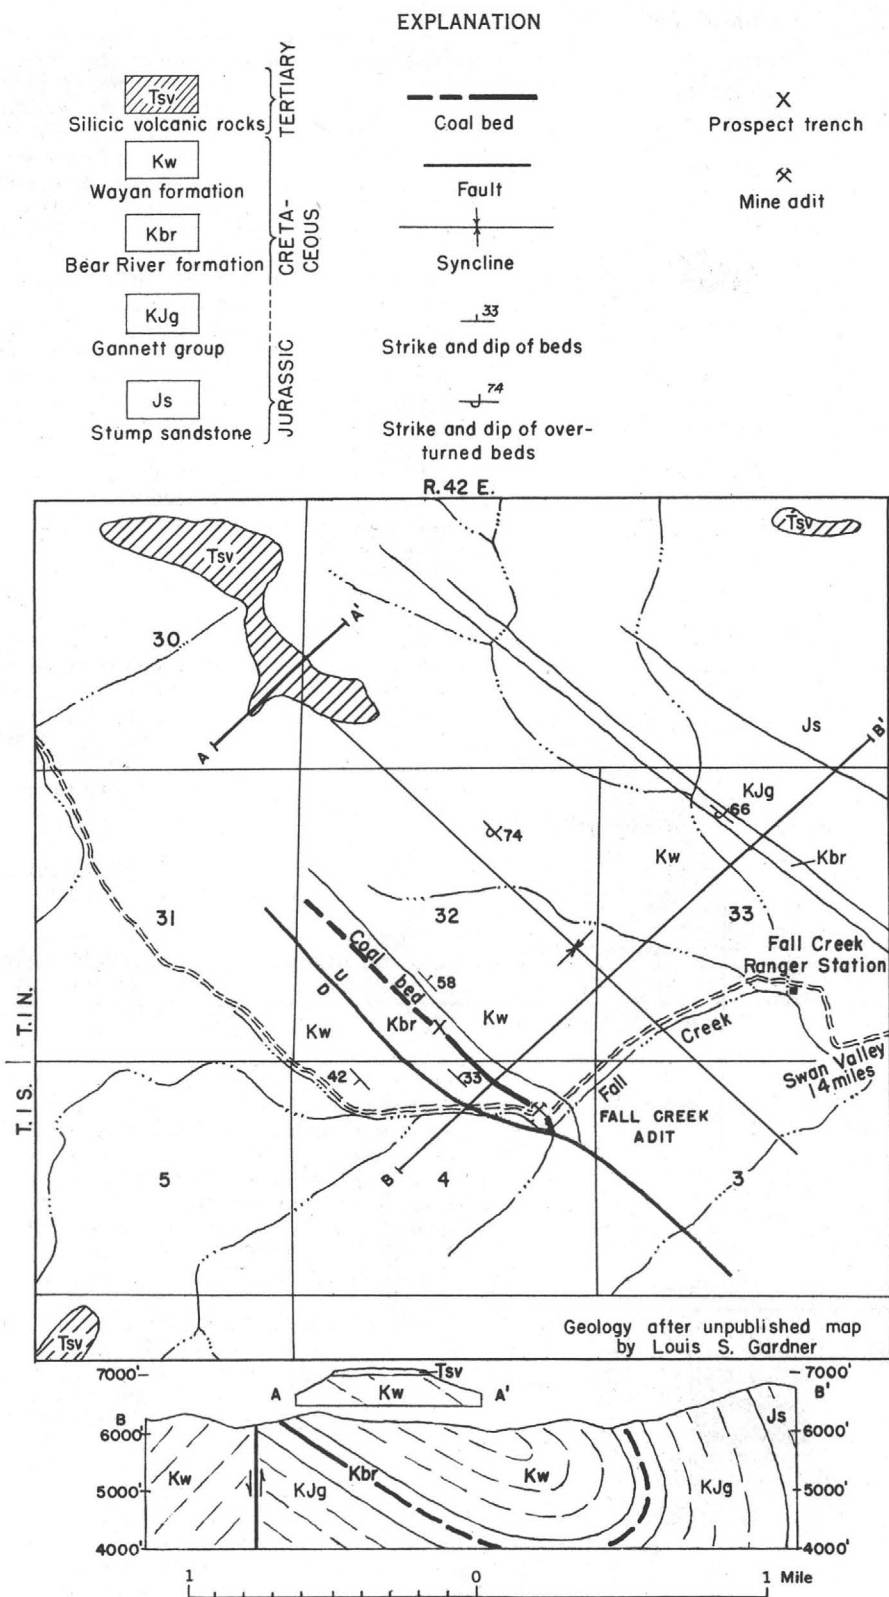 EXPLANATION
Tsv
Silicic volcanic rocks
TERTIARY
Kw
Wayan formation
Kbr
Bear River formation
CRETA-
CEOUS
KJg
Gannett group
Js
Stump sandstone
JURASSIC
Coal bed
Fault
Syncline
33
Strike and dip of beds
74
Strike and dip of over-
turned beds
X
Prospect trench
Mine adit
R. 42 E.
Tsv
Tsv
30
A'
A
Js
B'
KJg
66
74
Kw
Kbr
31
32
33
Coal bed
Fall Creek
Ranger Station
U
D
58
Kbr
Kw
Kw
T. I N.
T. I S.
Creek
Fall
Swan Valley
14 miles
42
33
FALL CREEK
ADIT
B
5
4
3
Tsv
Geology after unpublished map
by Louis S. Gardner
7000'
Tsv
A
Kw
A'
7000'
B'
B
6000'
Js
6000'
Kw
Kbr
Kw
KJg
KJg
5000'
5000'
4000'
4000'
1
0
1 Mile